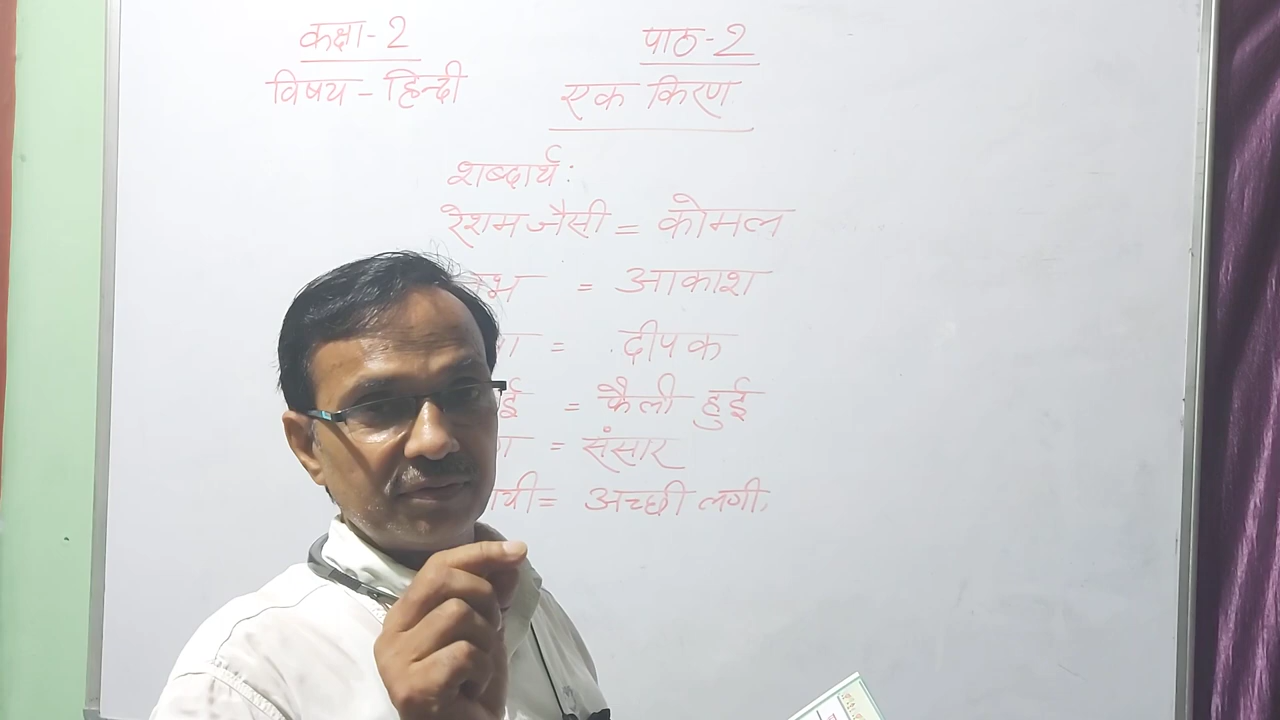 कक्षा-2
विषय - हिन्दी
पाठ-2
एक किरण
शब्दार्थ:
रेशम जैसी = कोमल
= आकाश
= दीपक
= फैली हुई
= संसार
= अच्छी लगी,